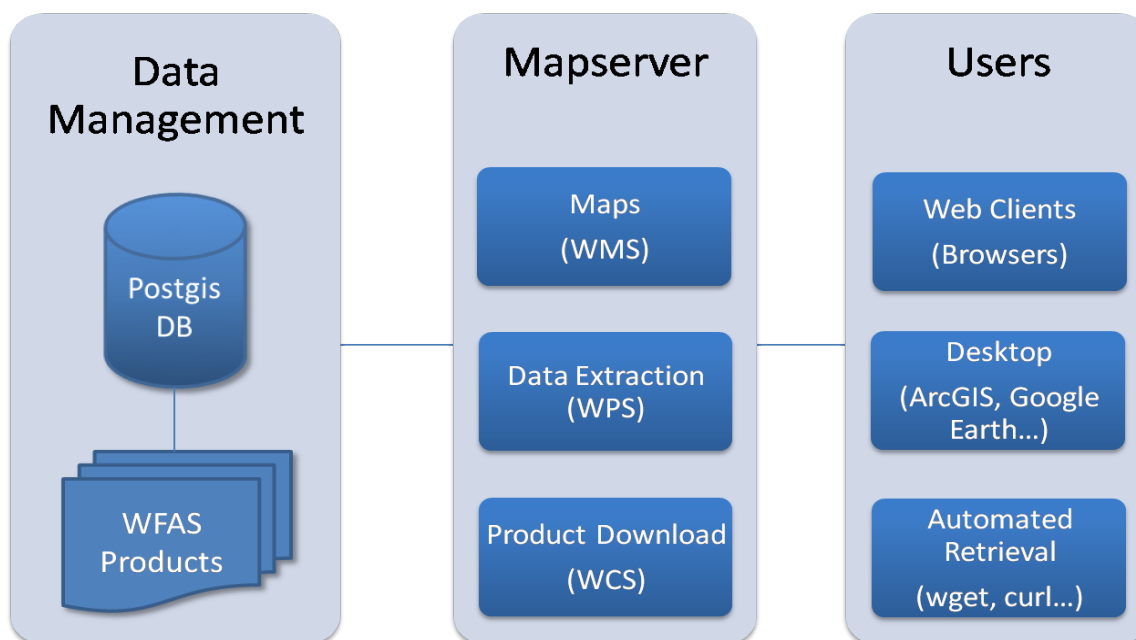 Data
Management
Postgis
DB
WFAS
Products
Mapserver
Maps
(WMS)
Data Extraction
(WPS)
Product Download
(WCS)
Users
Web Clients
(Browsers)
Desktop
(ArcGIS, Google
Earth...)
Automated
Retrieval
(wget, curl...)